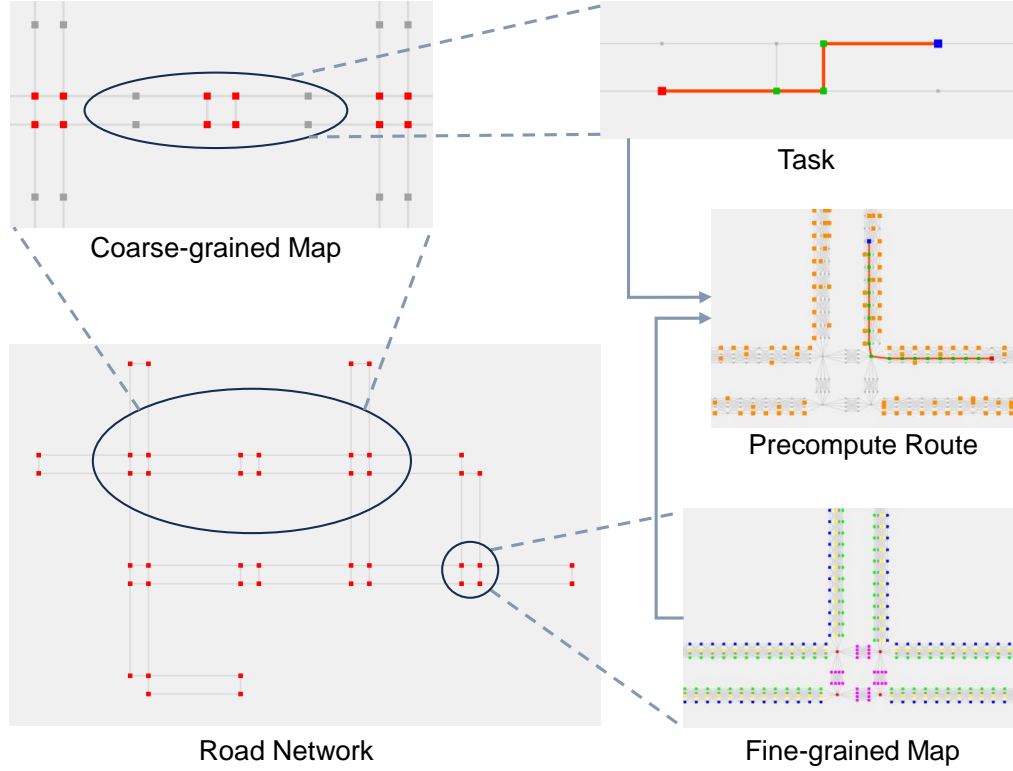 Task
Coarse-grained Map
Precompute Route
Road Network
Fine-grained Map